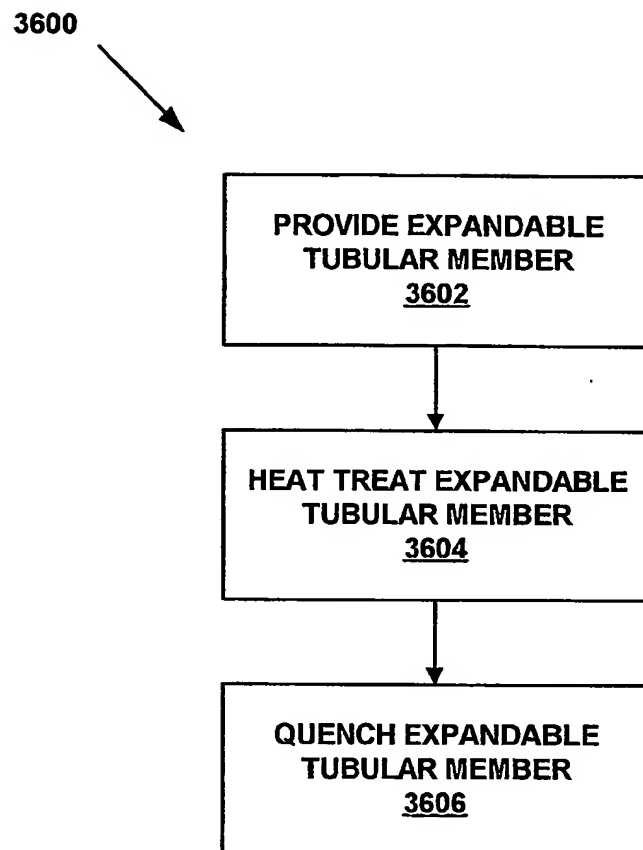 3600
PROVIDE EXPANDABLE
TUBULAR MEMBER
3602
HEAT TREAT EXPANDABLE
TUBULAR MEMBER
3604
QUENCH EXPANDABLE
TUBULAR MEMBER
3606